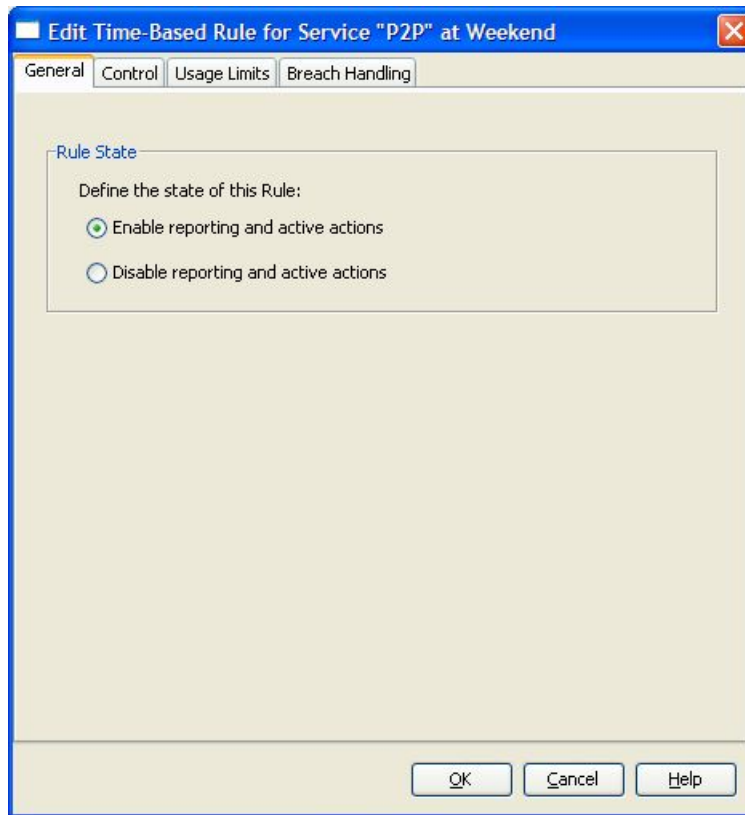 Edit Time-Based Rule for Service "P2P" at Weekend
General Control Usage Limits Breach Handling
Rule State
Define the state of this Rule:
Enable reporting and active actions
Disable reporting and active actions
OK Cancel Help